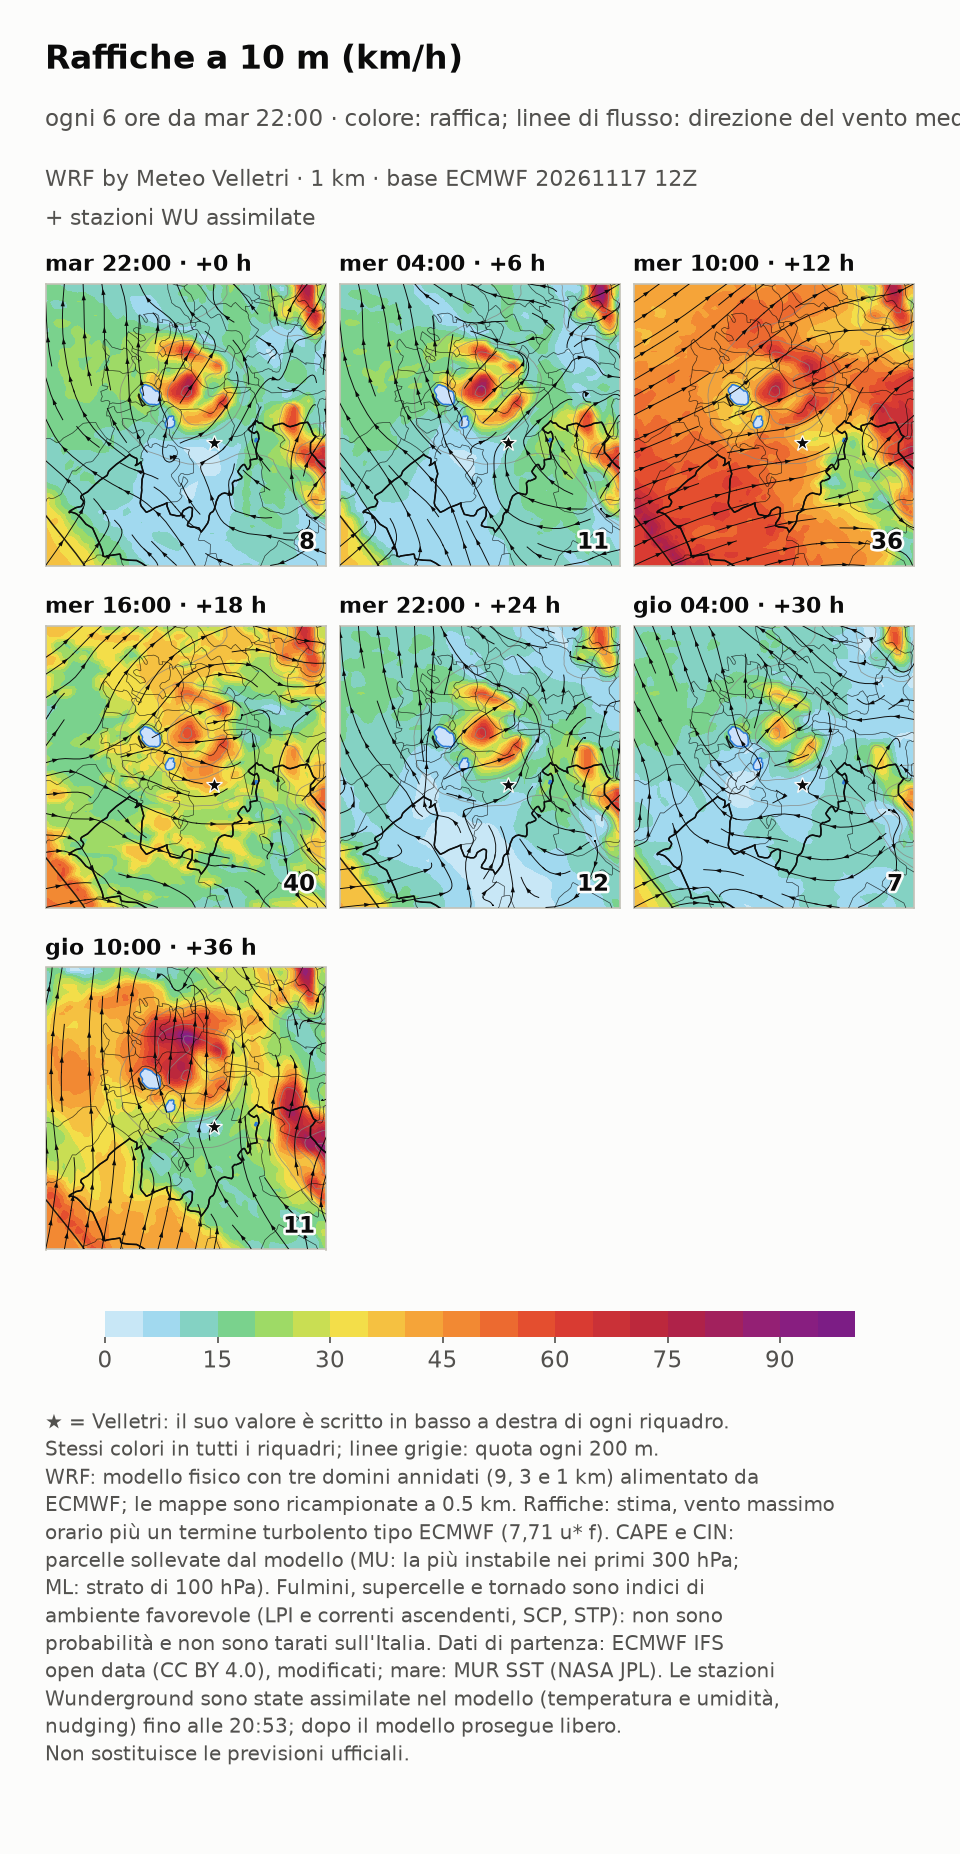 Raffiche a 10 m (km/h)
ogni 6 ore da mar 22:00 · colore: raffica; linee di flusso: direzione del vento med
WRF by Meteo Velletri · 1 km · base ECMWF 20261117 12Z
+ stazioni WU assimilate
mar 22:00 · +0 h
mer 04:00 · +6 h
mer 10:00 · +12 h
8
11
36
mer 16:00 · +18 h
mer 22:00 · +24 h
gio 04:00 · +30 h
40
12
7
gio 10:00 · +36 h
11
0 15 30 45 60 75 90
★ = Velletri: il suo valore è scritto in basso a destra di ogni riquadro.
Stessi colori in tutti i riquadri; linee grigie: quota ogni 200 m.
WRF: modello fisico con tre domini annidati (9, 3 e 1 km) alimentato da
ECMWF; le mappe sono ricampionate a 0.5 km. Raffiche: stima, vento massimo
orario più un termine turbolento tipo ECMWF (7,71 u* f). CAPE e CIN:
parcelle sollevate dal modello (MU: la più instabile nei primi 300 hPa;
ML: strato di 100 hPa). Fulmini, supercelle e tornado sono indici di
ambiente favorevole (LPI e correnti ascendenti, SCP, STP): non sono
probabilità e non sono tarati sull'Italia. Dati di partenza: ECMWF IFS
open data (CC BY 4.0), modificati; mare: MUR SST (NASA JPL). Le stazioni
Wunderground sono state assimilate nel modello (temperatura e umidità,
nudging) fino alle 20:53; dopo il modello prosegue libero.
Non sostituisce le previsioni ufficiali.